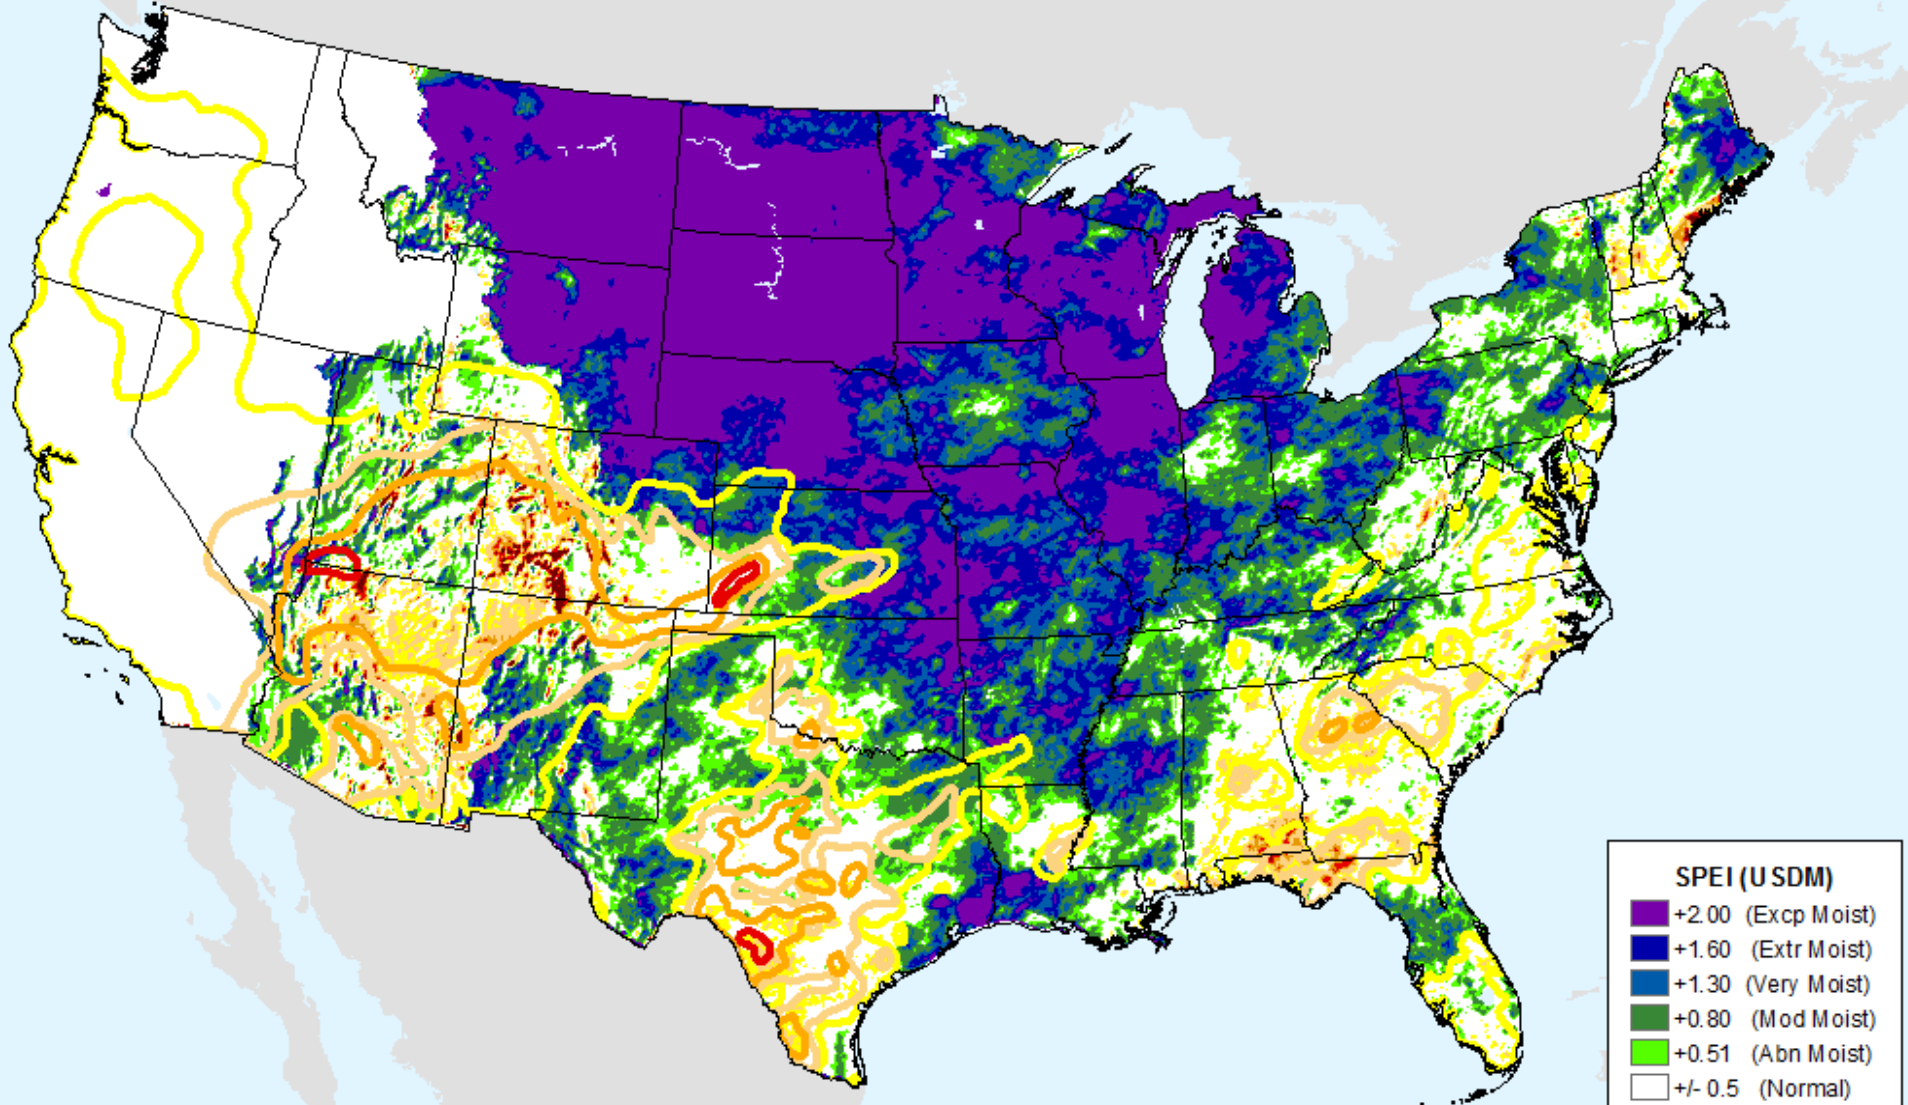 SPEI (USDM)
+2.00 (Excp Moist)
+1.60 (Extr Moist)
+1.30 (Very Moist)
+0.80 (Mod Moist)
+0.51 (Abn Moist)
+/- 0.5 (Normal)